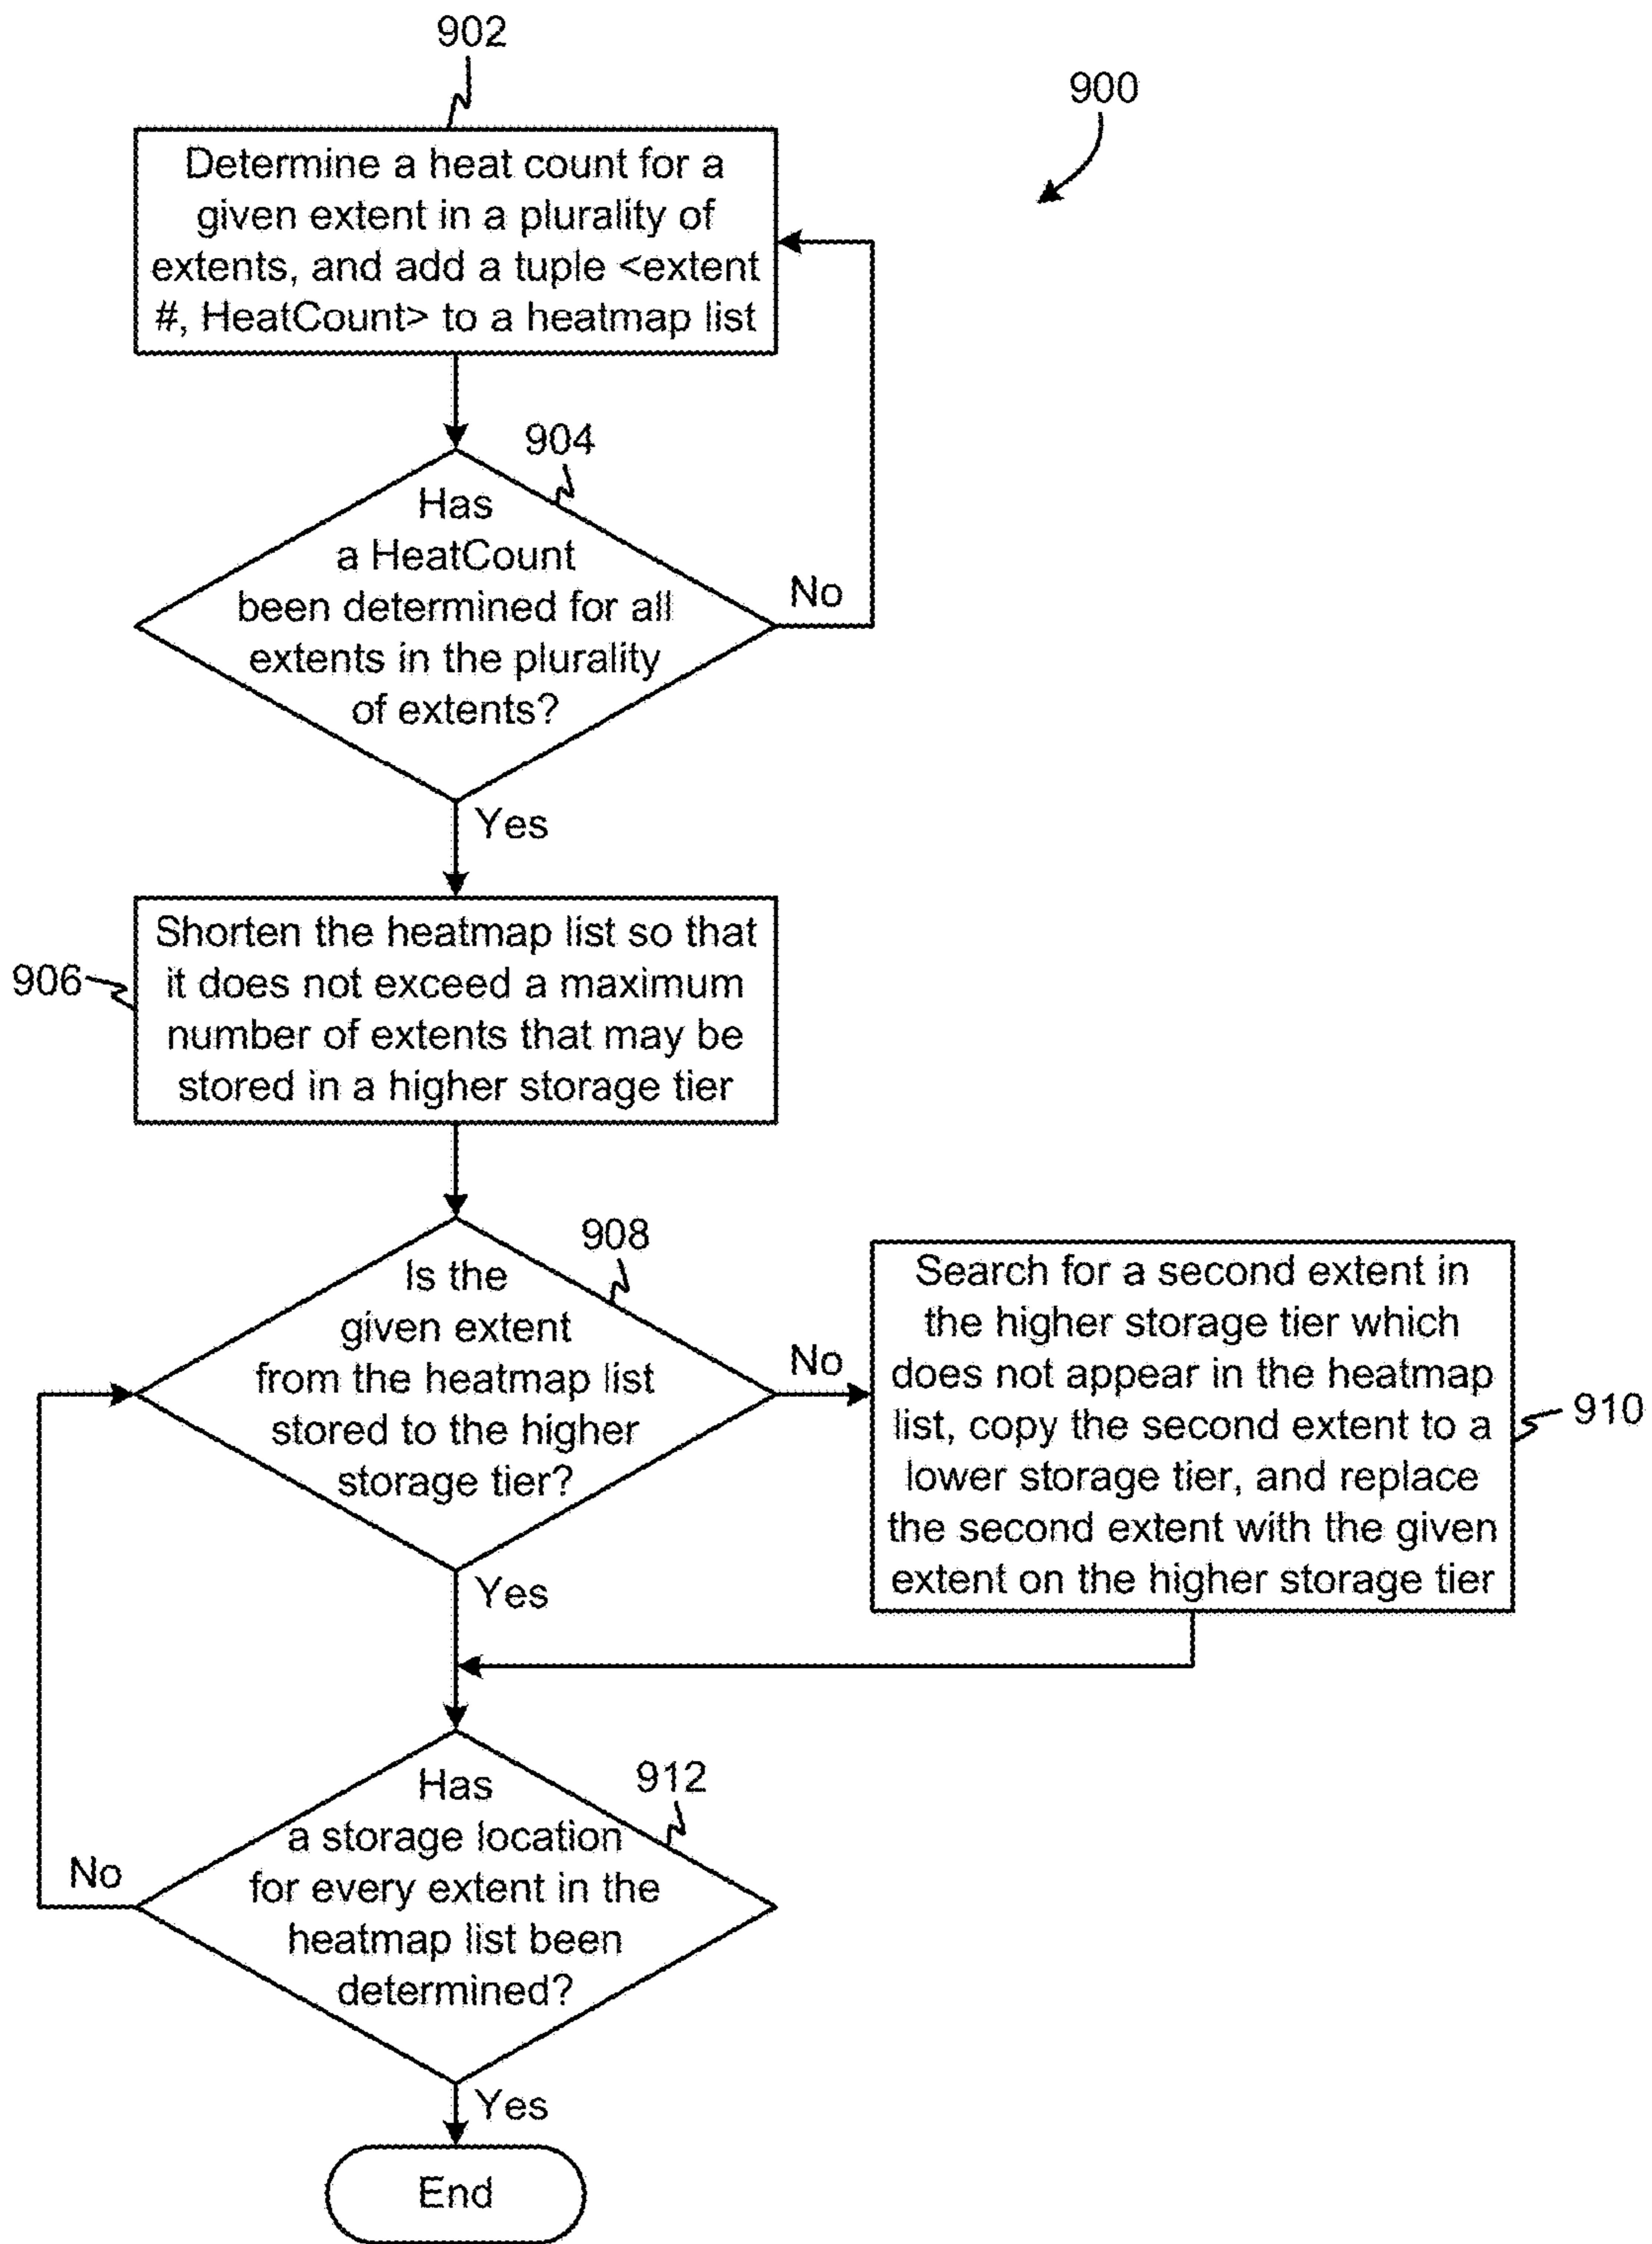 902
900
Determine a heat count for a
given extent in a plurality of
extents, and add a tuple <extent
#, HeatCount> to a heatmap list
904
Has
a HeatCount
been determined for all
extents in the plurality
of extents?
No
Yes
906
Shorten the heatmap list so that
it does not exceed a maximum
number of extents that may be
stored in a higher storage tier
908
Is the
given extent
from the heatmap list
stored to the higher
storage tier?
No
Yes
Search for a second extent in
the higher storage tier which
does not appear in the heatmap
list, copy the second extent to a
lower storage tier, and replace
the second extent with the given
extent on the higher storage tier
910
912
Has
a storage location
for every extent in the
heatmap list been
determined?
No
Yes
End